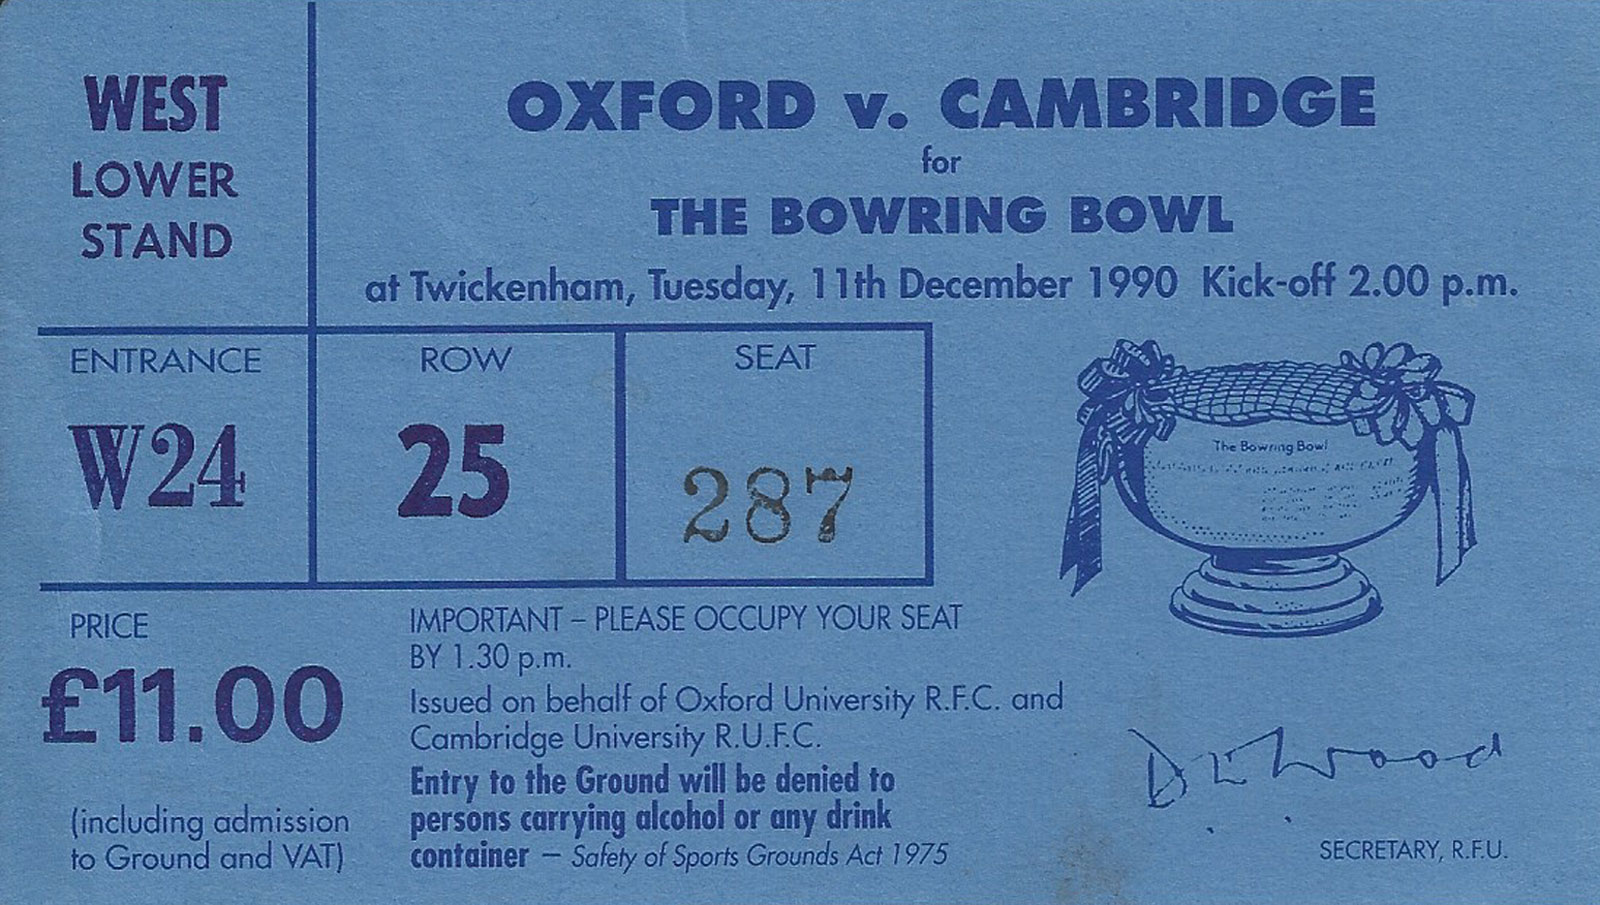 WEST
LOWER
STAND
OXFORD v. CAMBRIDGE
for
THE BOWRING BOWL
at Twickenham, Tuesday, 11th December 1990 Kick-off 2.00 p.m.
ENTRANCE
W24
ROW
25
SEAT
287
The Bowring Bowl
PRICE
£11.00
(including admission
to Ground and VAT)
IMPORTANT – PLEASE OCCUPY YOUR SEAT
BY 1.30 p.m.
Issued on behalf of Oxford University R.F.C. and
Cambridge University R.U.F.C.
Entry to the Ground will be denied to
persons carrying alcohol or any drink
container – Safety of Sports Grounds Act 1975
Wood
SECRETARY, R.F.U.